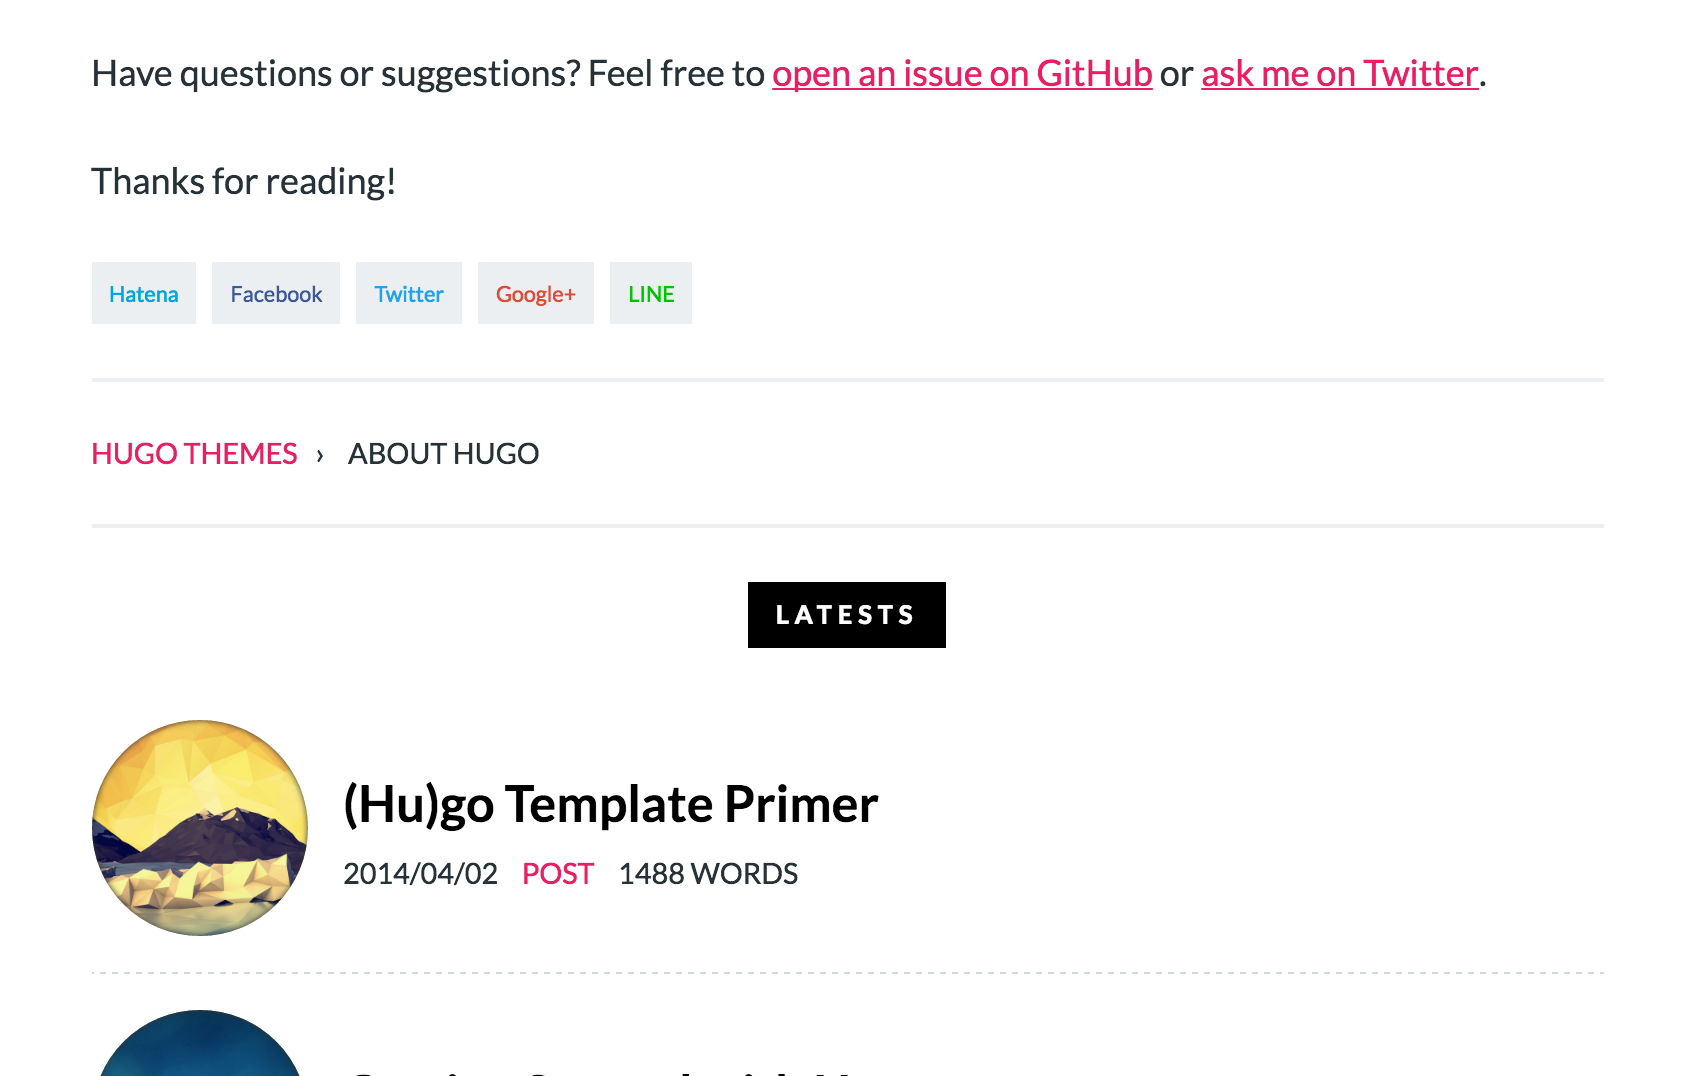 Have questions or suggestions? Feel free to open an issue on GitHub or ask me on Twitter.
Thanks for reading!
Hatena Facebook Twitter Google+ LINE
HUGO THEMES › ABOUT HUGO
LATESTS
(Hu)go Template Primer
2014/04/02 POST 1488 WORDS